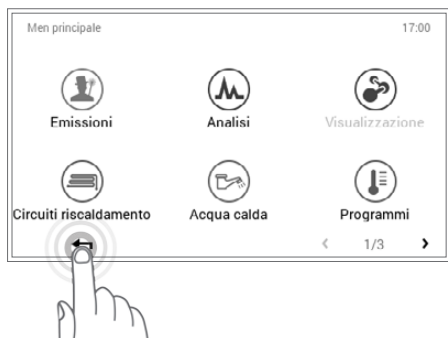 Men principale 17:00
Emissioni Analisi Visualizzazione
Circuiti riscaldamento Acqua calda Programmi
1/3